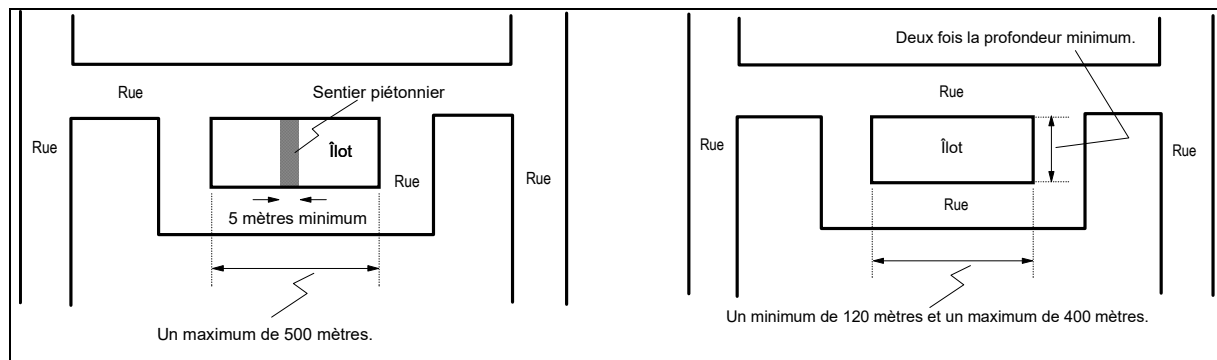 Rue
Sentier piétonnier
Rue
Îlot
Rue
Rue
5 mètres minimum
Un maximum de 500 mètres.
Deux fois la profondeur minimum.
Rue
Rue
Îlot
Rue
Rue
Un minimum de 120 mètres et un maximum de 400 mètres.